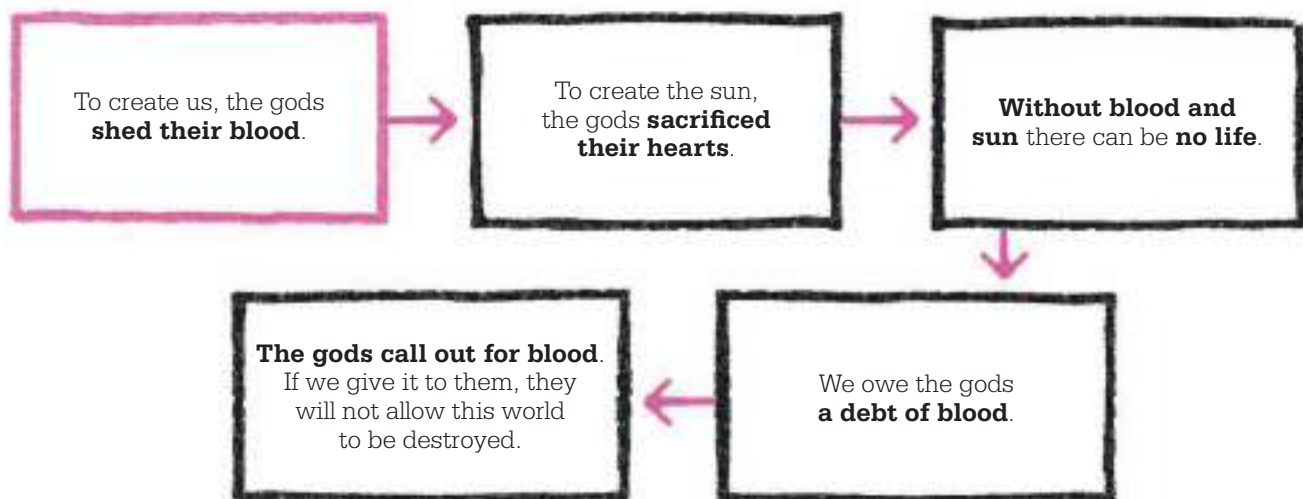 To create us, the gods
shed their blood.
To create the sun,
the gods sacrificed
their hearts.
Without blood and
sun there can be no life.
We owe the gods
a debt of blood.
The gods call out for blood.
If we give it to them, they
will not allow this world
to be destroyed.